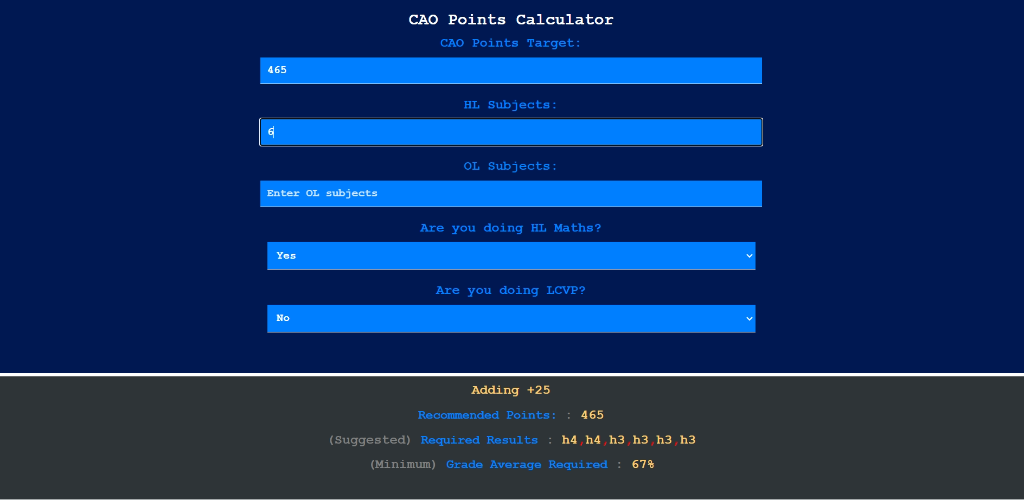 CAO Points Calculator
CAO Points Target:
465
HL Subjects:
6
OL Subjects:
Enter OL subjects
Are you doing HL Maths?
Yes
Are you doing LCVP?
No
Adding +25
Recommended Points: : 465
(Suggested) Required Results : h4,h4,h3,h3,h3,h3
(Minimum) Grade Average Required : 67%